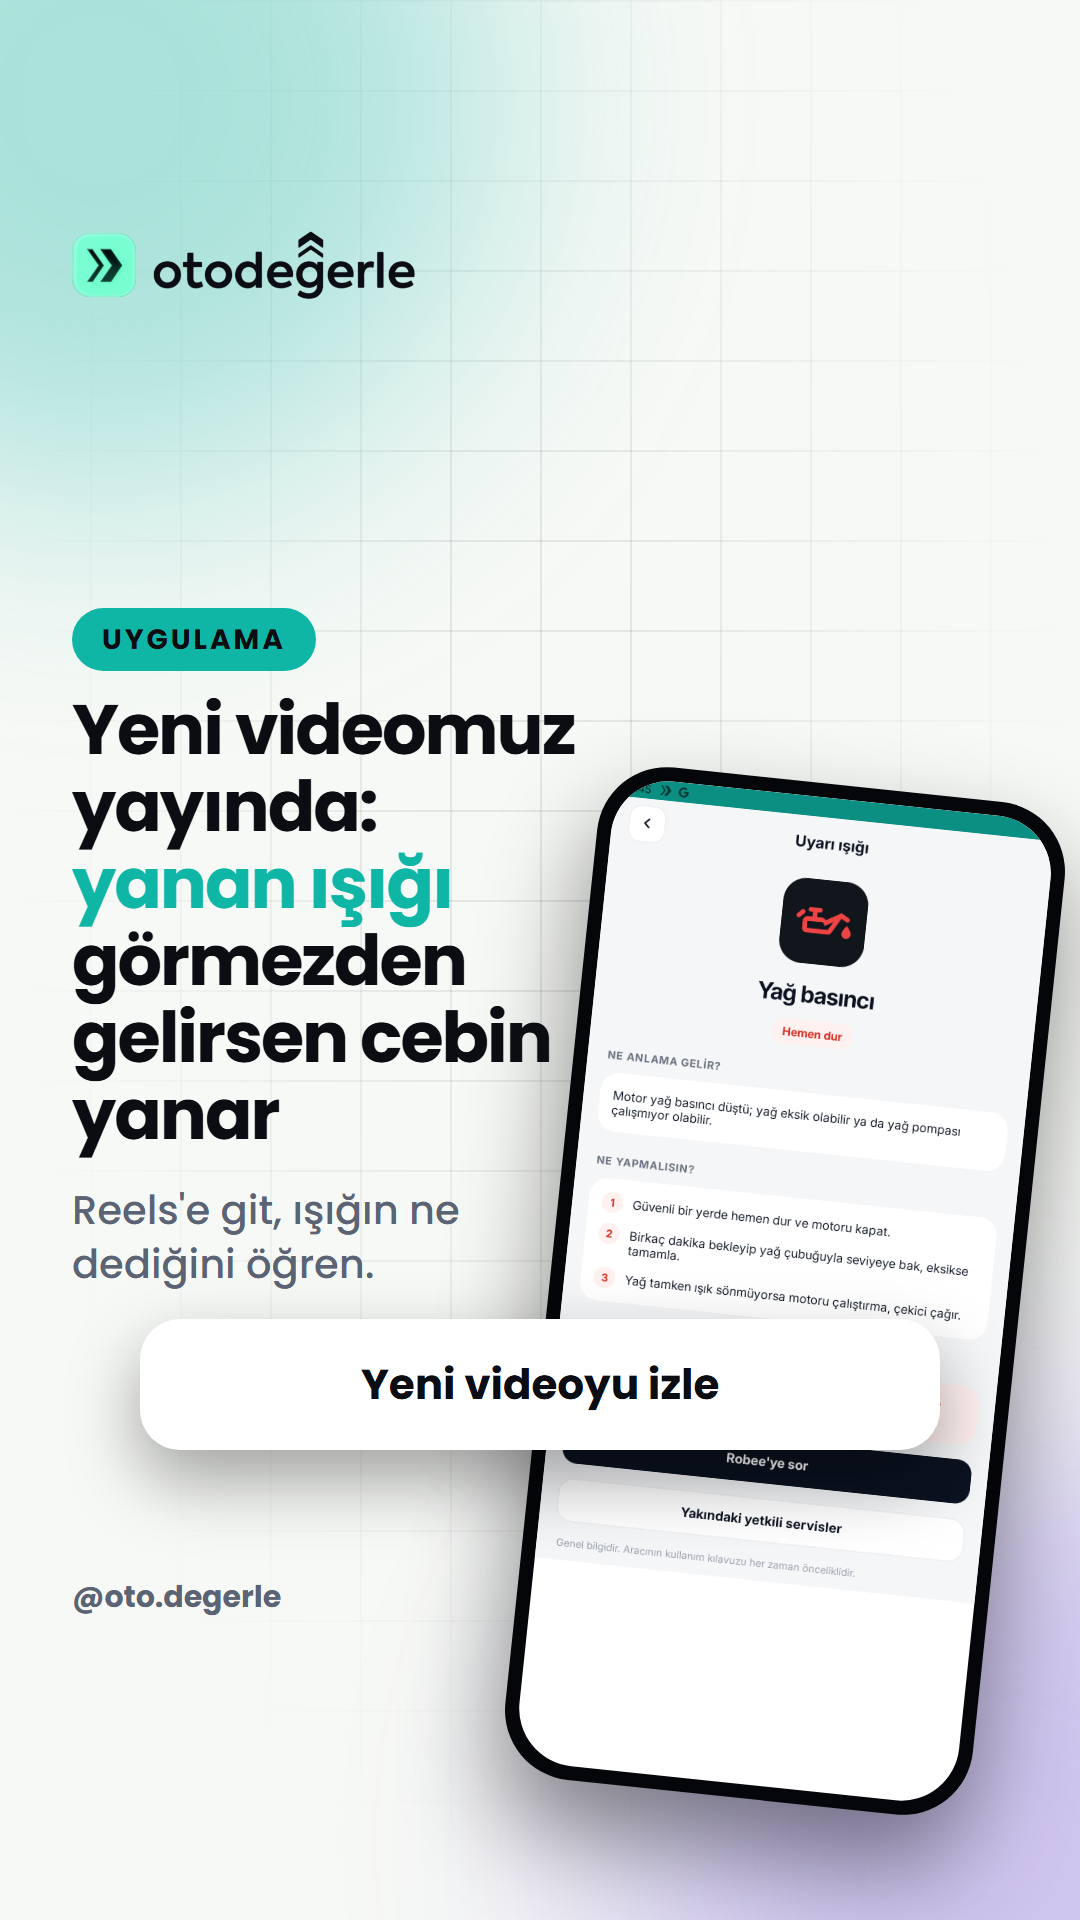 otodeğerle
UYGULAMA
Yeni videomuz
yayında:
yanan ışığı
görmezden
gelirsen cebin
yanar
Reels'e git, ışığın ne
dediğini öğren.
Uyarı ışığı
Yağ basıncı
Hemen dur
NE ANLAMA GELİR?
Motor yağ basıncı düştü; yağ eksik olabilir ya da yağ pompası
çalışmıyor olabilir.
NE YAPMALISIN?
1 Güvenli bir yerde hemen dur ve motoru kapat.
2 Birkaç dakika bekleyip yağ çubuğuyla seviyeye bak, eksikse
tamamla.
3 Yağ tamken ışık sönmüyorsa motoru çalıştırma, çekici çağır.
Yeni videoyu izle
Robee'ye sor
Yakındaki yetkili servisler
Genel bilgidir. Aracının kullanım kılavuzu her zaman önceliklidir.
@oto.degerle